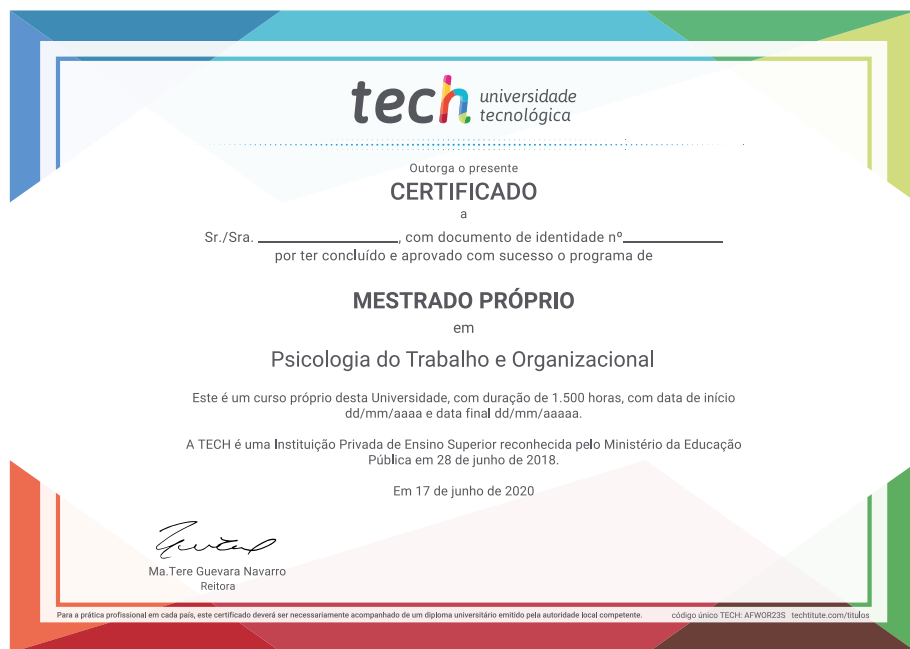 tech universidade
tecnológica
Outorga o presente
CERTIFICADO
a
Sr./Sra. ____________, com documento de identidade nº____________
por ter concluído e aprovado com sucesso o programa de
MESTRADO PRÓPRIO
em
Psicologia do Trabalho e Organizacional
Este é um curso próprio desta Universidade, com duração de 1.500 horas, com data de início
dd/mm/aaaa e data final dd/mm/aaaaa.
A TECH é uma Instituição Privada de Ensino Superior reconhecida pelo Ministério da Educação
Pública em 28 de junho de 2018.
Em 17 de junho de 2020
Ma.Tere Guevara Navarro
Reitora
Para a prática profissional em cada país, este certificado deverá ser necessariamente acompanhado de um diploma universitário emitido pela autoridade local competente. código único TECH: AFWOR23S techtitute.com/titulos